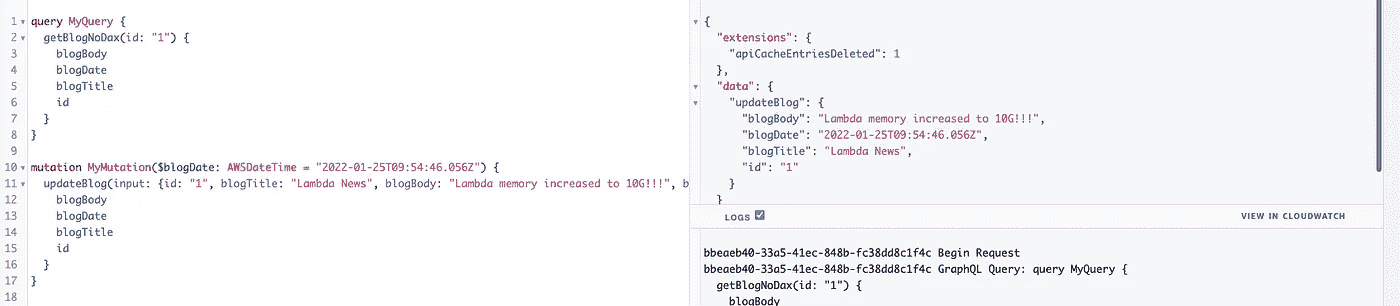 1 query MyQuery {
2 getBlogNoDax(id: "1") {
3 blogBody
4 blogDate
5 blogTitle
6 id
7 }
8 }
9
10 mutation MyMutation($blogDate: AWSDateTime = "2022-01-25T09:54:46.056Z") {
11 updateBlog(input: {id: "1", blogTitle: "Lambda News", blogBody: "Lambda memory increased to 10G!!!", b
12 blogBody
13 blogDate
14 blogTitle
15 id
16 }
17 }
18
{
"extensions": {
"apiCacheEntriesDeleted": 1
},
"data": {
"updateBlog": {
"blogBody": "Lambda memory increased to 10G!!!",
"blogDate": "2022-01-25T09:54:46.056Z",
"blogTitle": "Lambda News",
"id": "1"
}
}
LOGS VIEW IN CLOUDWATCH
bbeaeb40-33a5-41ec-848b-fc38dd8c1f4c Begin Request
bbeaeb40-33a5-41ec-848b-fc38dd8c1f4c GraphQL Query: query MyQuery {
getBlogNoDax(id: "1") {
blogBody